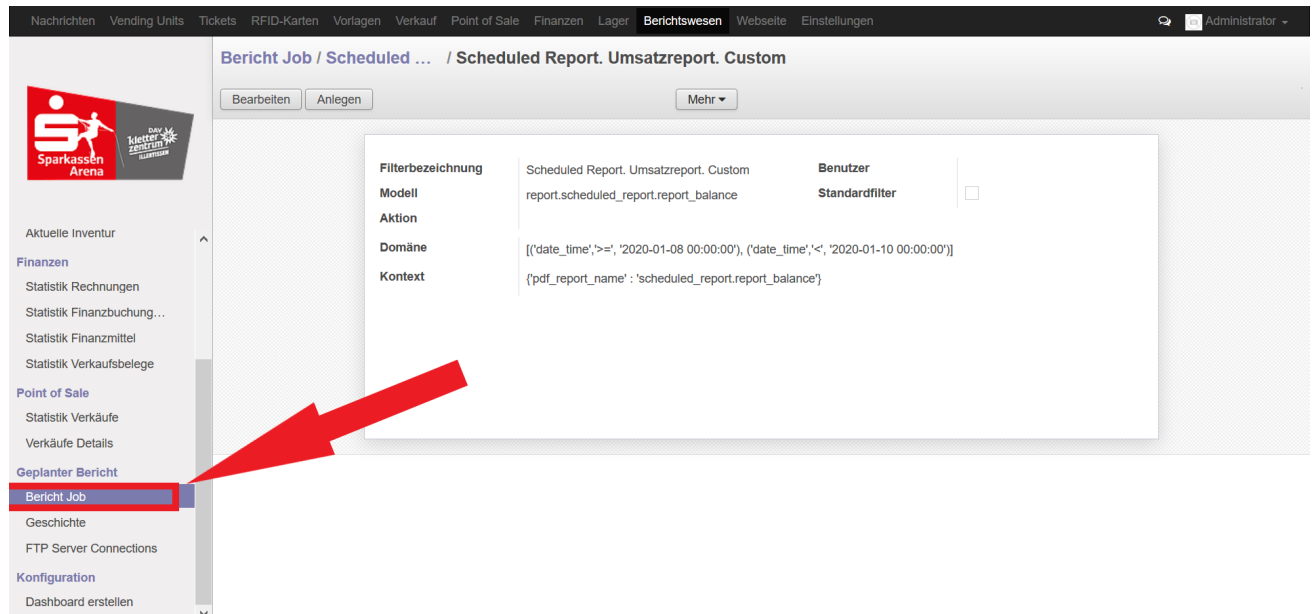 Nachrichten Vending Units Tickets RFID-Karten Vorlagen Verkauf Point of Sale Finanzen Lager Berichtswesen Webseite Einstellungen Administrator
Bericht Job / Scheduled … / Scheduled Report. Umsatzreport. Custom
Bearbeiten Anlegen Mehr
DAV
kletter
zentrum
ILLERTISSEN
Sparkassen
Arena
Filterbezeichnung Scheduled Report. Umsatzreport. Custom Benutzer
Modell report.scheduled_report.report_balance Standardfilter
Aktion
Domäne [('date_time','>=', '2020-01-08 00:00:00'), ('date_time','<', '2020-01-10 00:00:00')]
Kontext {'pdf_report_name' : 'scheduled_report.report_balance'}
Aktuelle Inventur
Finanzen
Statistik Rechnungen
Statistik Finanzbuchung…
Statistik Finanzmittel
Statistik Verkaufsbelege
Point of Sale
Statistik Verkäufe
Verkäufe Details
Geplanter Bericht
Bericht Job
Geschichte
FTP Server Connections
Konfiguration
Dashboard erstellen